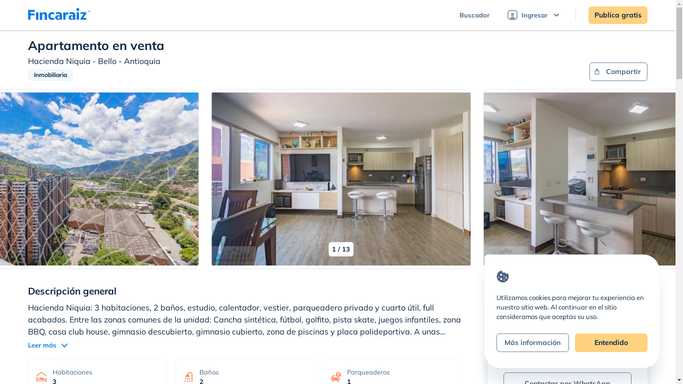 Fincaraiz
Buscador
Ingresar
Publica gratis
Apartamento en venta
Hacienda Niquia - Bello - Antioquia
Inmobiliaria
Compartir
1 / 13
Descripción general
Hacienda Niquia: 3 habitaciones, 2 baños, estudio, calentador, vestier, parqueadero privado y cuarto útil, full
acabados. Entre las zonas comunes de la unidad: Cancha sintética, fútbol, golfito, pista skate, juegos infantiles, zona
BBQ, casa club house, gimnasio descubierto, gimnasio cubierto, zona de piscinas y placa polideportiva. A unas...
Leer más
Habitaciones
3
Baños
2
Parqueaderos
1
Utilizamos cookies para mejorar tu experiencia en
nuestro sitio web. Al continuar en el sitio
consideramos que aceptas su uso.
Más información
Entendido
Contactar por WhatsApp